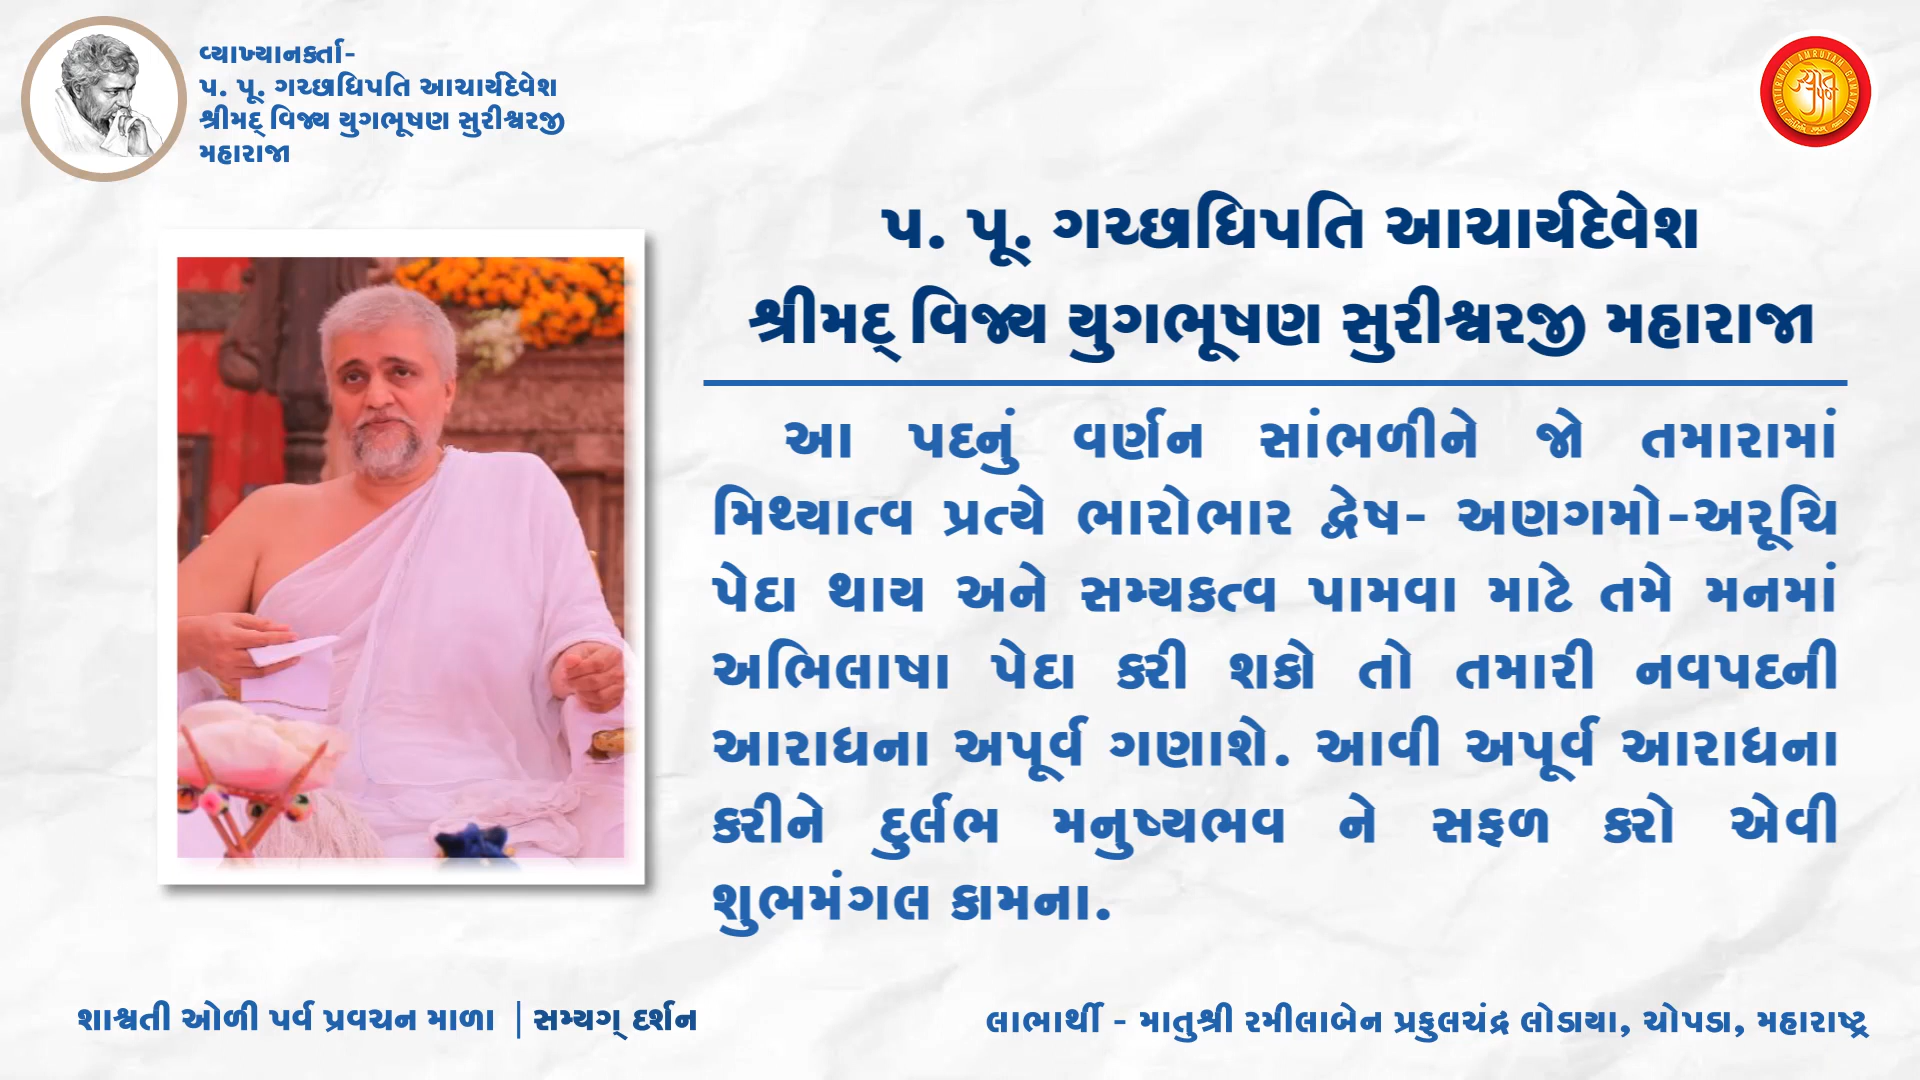 વ્યાખ્યાનકર્તા-
પ. પૂ. ગચ્છાધિપતિ આચાર્યદેવેશ
શ્રીમદ્ વિજય યુગભૂષણ સુરીશ્વરજી
મહારાજા
પ. પૂ. ગચ્છાધિપતિ આચાર્યદેવેશ
શ્રીમદ્ વિજય યુગભૂષણ સુરીશ્વરજી મહારાજા
આ પદનું વર્ણન સાંભળીને જો તમારામાં
મિથ્યાત્વ પ્રત્યે ભારોભાર દ્વેષ- અણગમો-અરૂચિ
પેદા થાય અને સમ્યકત્વ પામવા માટે તમે મનમાં
અભિલાષા પેદા કરી શકો તો તમારી નવપદની
આરાધના અપૂર્વ ગણાશે. આવી અપૂર્વ આરાધના
કરીને દુર્લભ મનુષ્યભવ ને સફળ કરો એવી
શુભમંગલ કામના.
શાશ્વતી ઓળી પર્વ પ્રવચન માળા | સમ્યગ્ દર્શન
લાભાર્થી - માતુશ્રી રમીલાબેન પ્રફુલચંદ્ર લોડાયા, ચોપડા, મહારાષ્ટ્ર